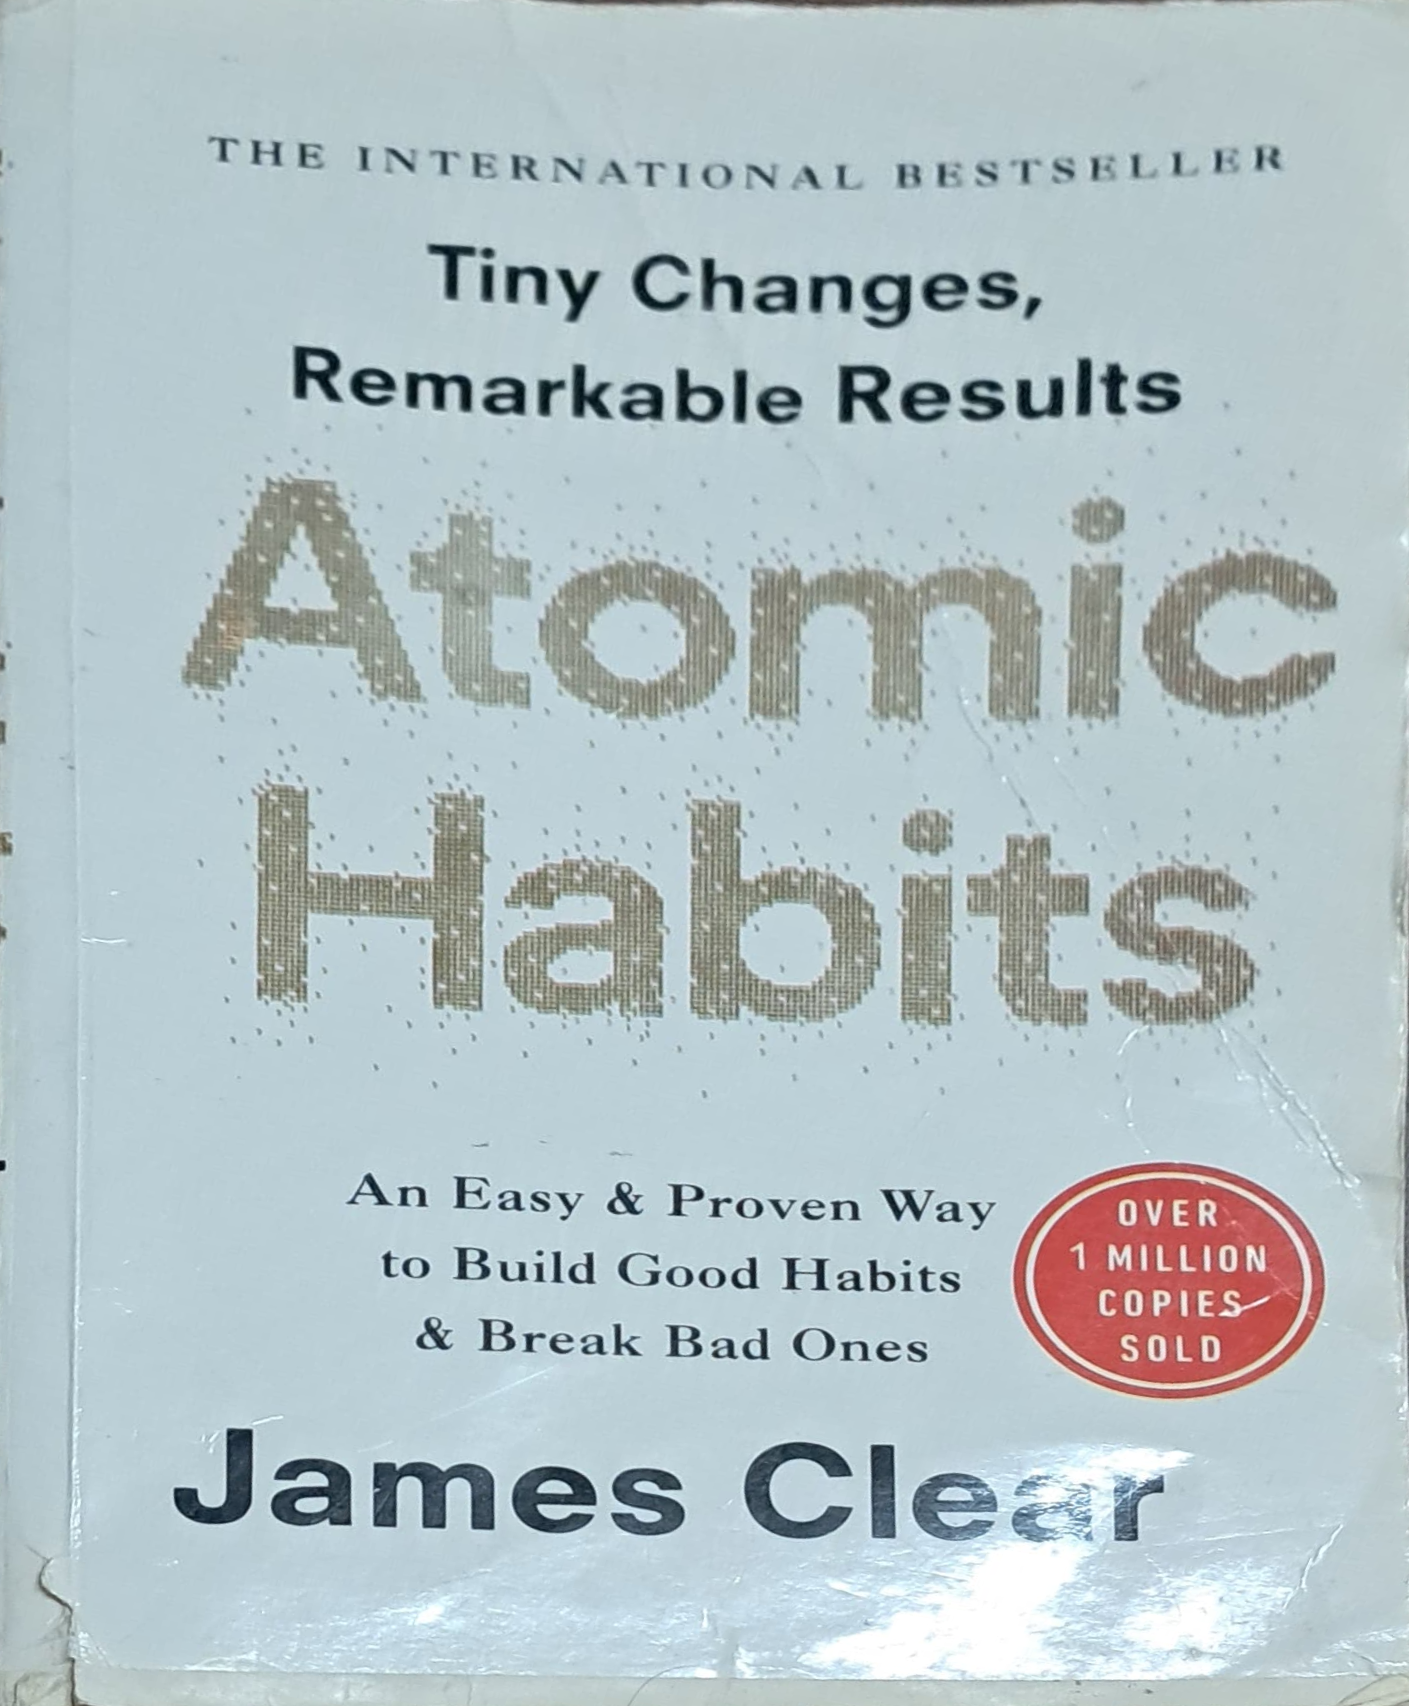 THE INTERNATIONAL BESTSELLER
Tiny Changes,
Remarkable Results
Atomic
Habits
An Easy & Proven Way
to Build Good Habits
& Break Bad Ones
OVER
1 MILLION
COPIES
SOLD
James Clear